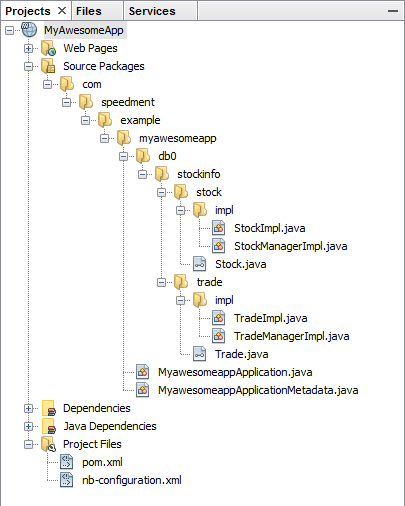 Projects X Files Services
MyAwesomeApp
Web Pages
Source Packages
com
speedment
example
myawesomeapp
db0
stockinfo
stock
impl
StockImpl.java
StockManagerImpl.java
Stock.java
trade
impl
TradeImpl.java
TradeManagerImpl.java
Trade.java
MyawesomeappApplication.java
MyawesomeappApplicationMetadata.java
Dependencies
Java Dependencies
Project Files
pom.xml
nb-configuration.xml